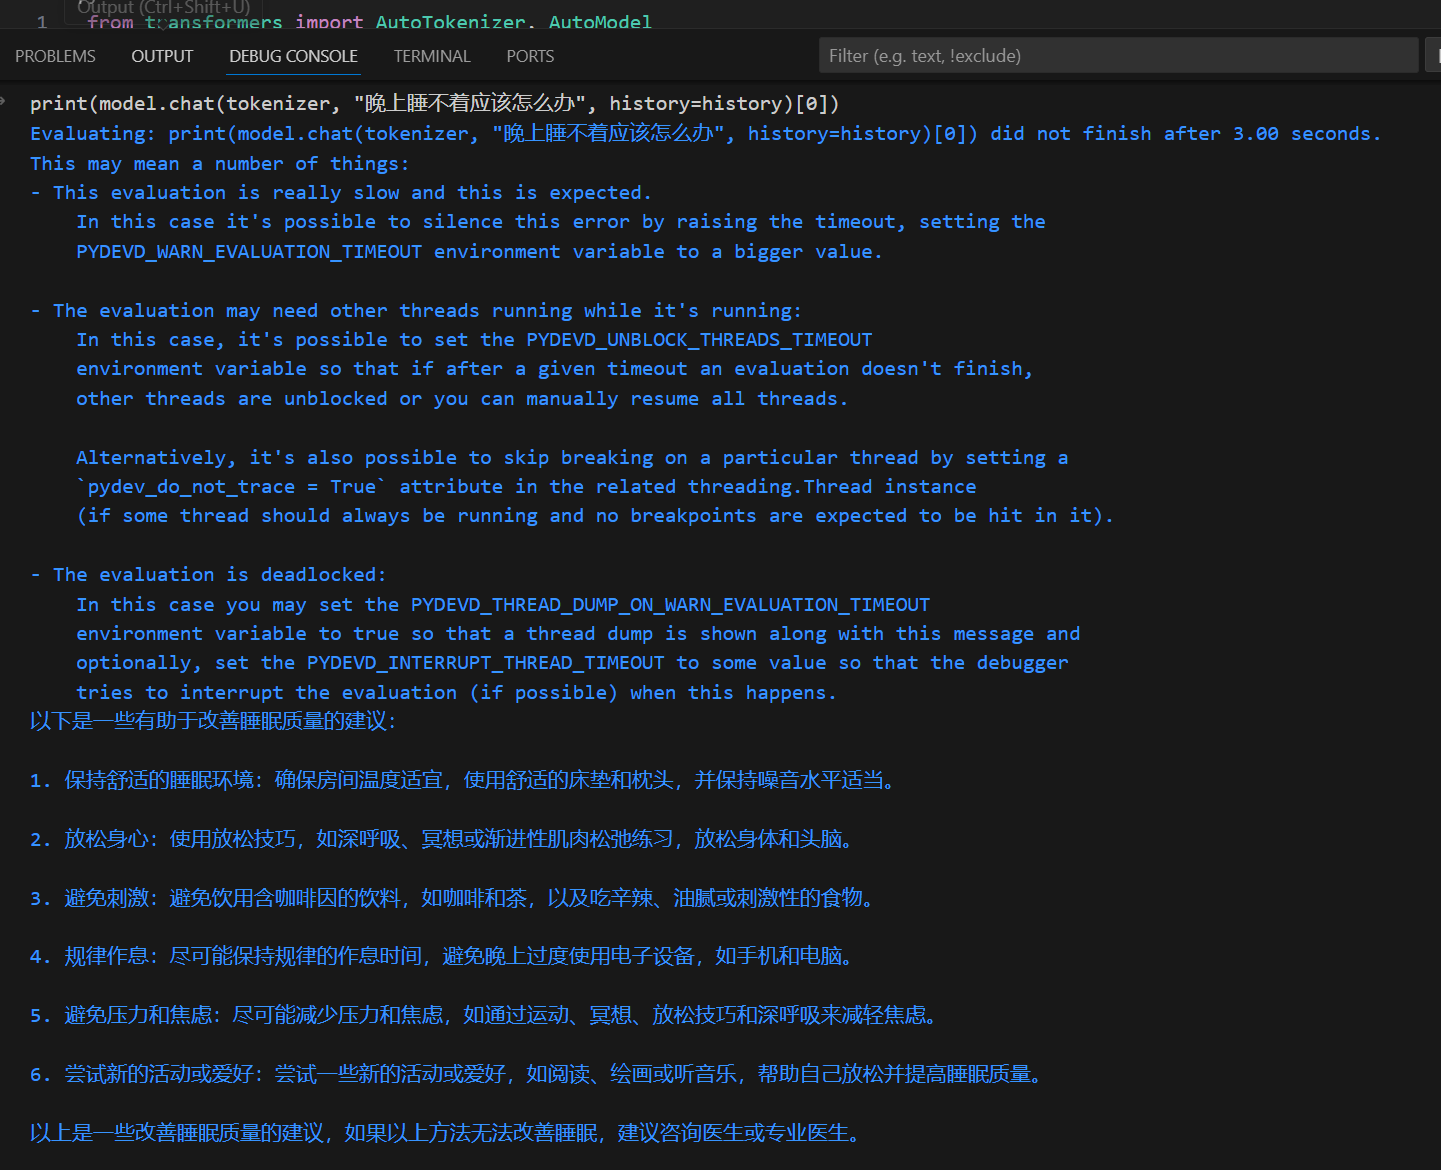 Output (Ctrl+Shift+U)
1 from transformers import AutoTokenizer, AutoModel
PROBLEMS OUTPUT DEBUG CONSOLE TERMINAL PORTS Filter (e.g. text, !exclude)
print(model.chat(tokenizer, "晚上睡不着应该怎么办", history=history)[0])
Evaluating: print(model.chat(tokenizer, "晚上睡不着应该怎么办", history=history)[0]) did not finish after 3.00 seconds.
This may mean a number of things:
- This evaluation is really slow and this is expected.
In this case it's possible to silence this error by raising the timeout, setting the
PYDEVD_WARN_EVALUATION_TIMEOUT environment variable to a bigger value.
- The evaluation may need other threads running while it's running:
In this case, it's possible to set the PYDEVD_UNBLOCK_THREADS_TIMEOUT
environment variable so that if after a given timeout an evaluation doesn't finish,
other threads are unblocked or you can manually resume all threads.
Alternatively, it's also possible to skip breaking on a particular thread by setting a
`pydev_do_not_trace = True` attribute in the related threading.Thread instance
(if some thread should always be running and no breakpoints are expected to be hit in it).
- The evaluation is deadlocked:
In this case you may set the PYDEVD_THREAD_DUMP_ON_WARN_EVALUATION_TIMEOUT
environment variable to true so that a thread dump is shown along with this message and
optionally, set the PYDEVD_INTERRUPT_THREAD_TIMEOUT to some value so that the debugger
tries to interrupt the evaluation (if possible) when this happens.
以下是一些有助于改善睡眠质量的建议：
1. 保持舒适的睡眠环境：确保房间温度适宜，使用舒适的床垫和枕头，并保持噪音水平适当。
2. 放松身心：使用放松技巧，如深呼吸、冥想或渐进性肌肉松弛练习，放松身体和头脑。
3. 避免刺激：避免饮用含咖啡因的饮料，如咖啡和茶，以及吃辛辣、油腻或刺激性的食物。
4. 规律作息：尽可能保持规律的作息时间，避免晚上过度使用电子设备，如手机和电脑。
5. 避免压力和焦虑：尽可能减少压力和焦虑，如通过运动、冥想、放松技巧和深呼吸来减轻焦虑。
6. 尝试新的活动或爱好：尝试一些新的活动或爱好，如阅读、绘画或听音乐，帮助自己放松并提高睡眠质量。
以上是一些改善睡眠质量的建议，如果以上方法无法改善睡眠，建议咨询医生或专业医生。